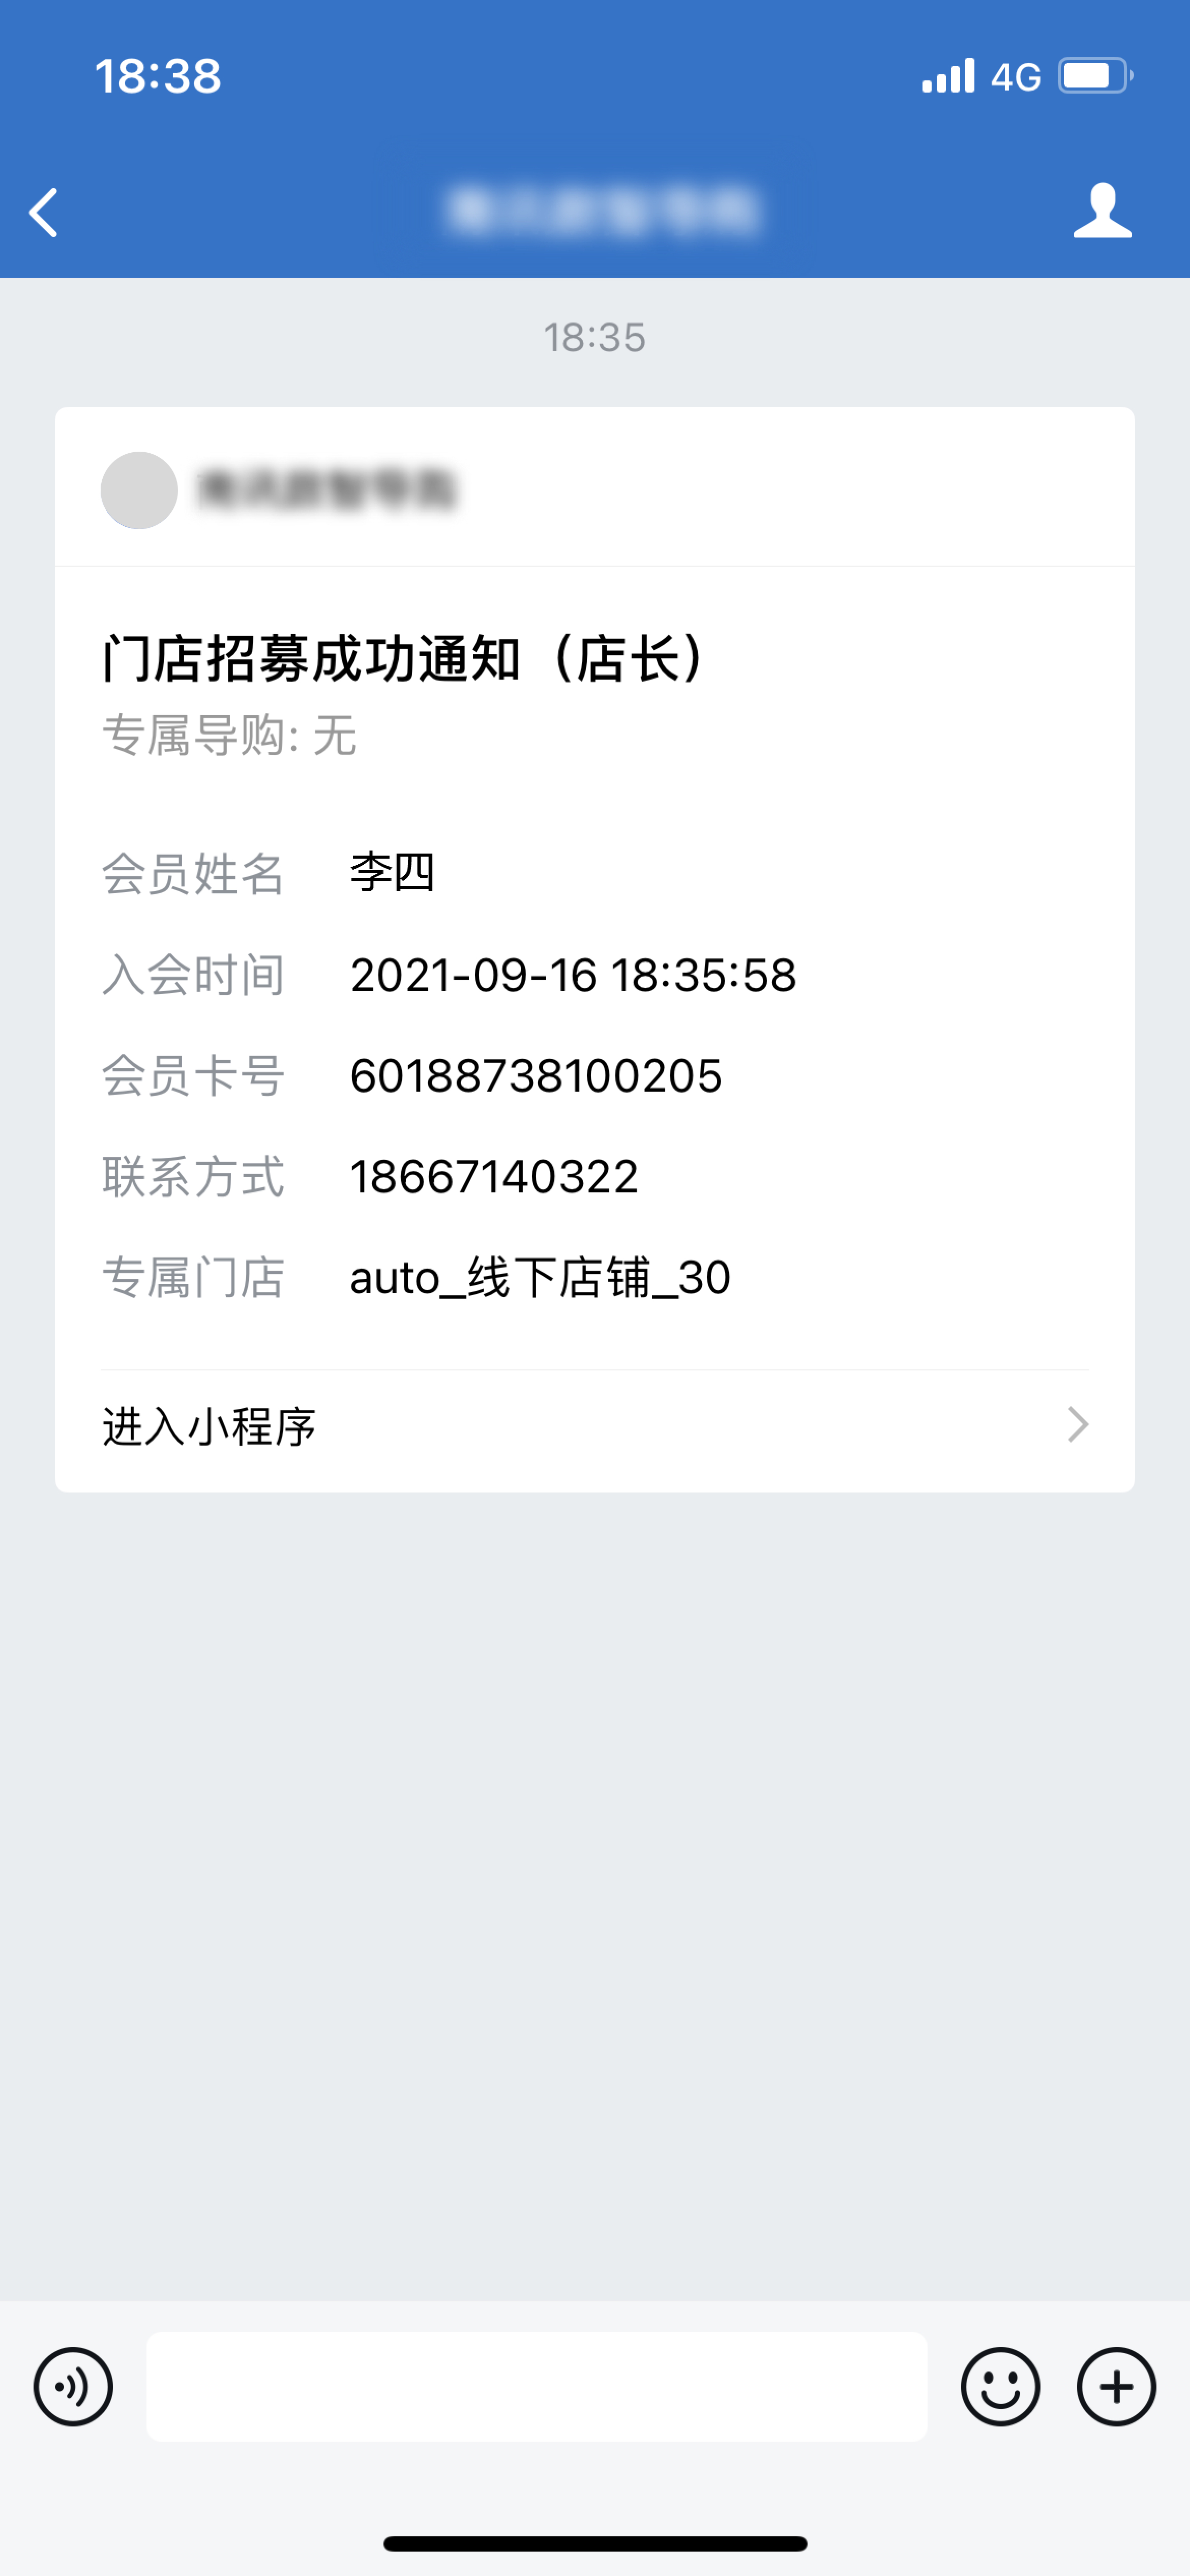 18:38 4G
18:35
门店招募成功通知（店长）
专属导购: 无
会员姓名 李四
入会时间 2021-09-16 18:35:58
会员卡号 60188738100205
联系方式 18667140322
专属门店 auto_线下店铺_30
进入小程序